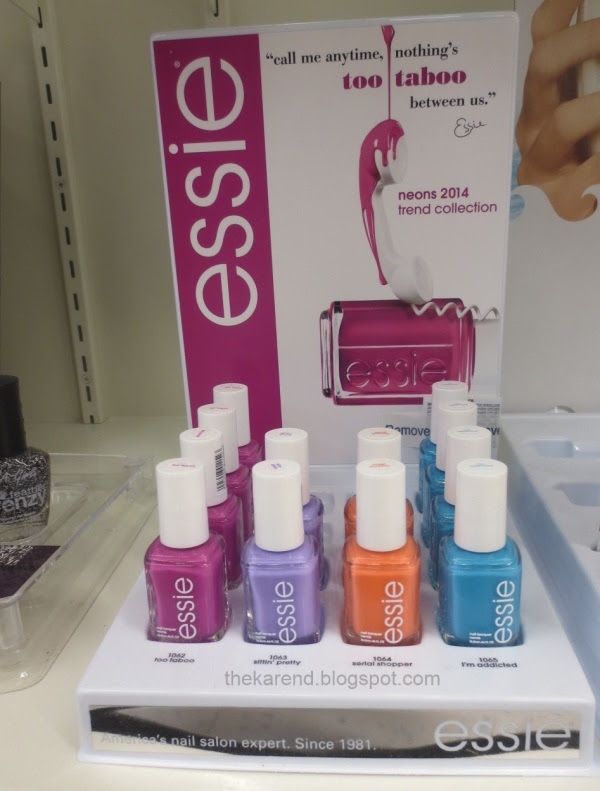 essie
“call me anytime, nothing's
too taboo
between us.”
Essie
neons 2014
trend collection
essie
Remove
essie
essie
essie
essie
1062
too taboo
1063
sittin' pretty
1064
serial shopper
1065
i'm addicted
thekarend.blogspot.com
America's nail salon expert. Since 1981.
essie